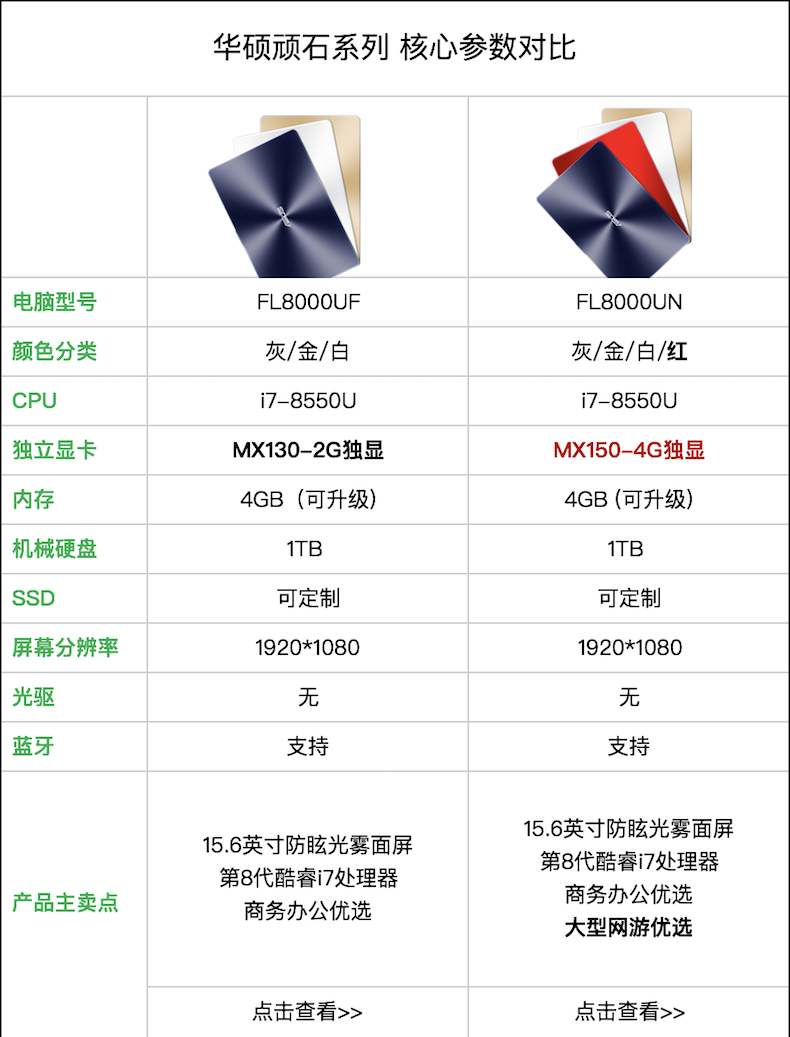 华硕顽石系列 核心参数对比
电脑型号 FL8000UF FL8000UN
颜色分类 灰/金/白 灰/金/白/红
CPU i7-8550U i7-8550U
独立显卡 MX130-2G独显 MX150-4G独显
内存 4GB（可升级） 4GB (可升级)
机械硬盘 1TB 1TB
SSD 可定制 可定制
屏幕分辨率 1920*1080 1920*1080
光驱 无 无
蓝牙 支持 支持
产品主卖点
15.6英寸防眩光雾面屏
第8代酷睿i7处理器
商务办公优选
15.6英寸防眩光雾面屏
第8代酷睿i7处理器
商务办公优选
大型网游优选
点击查看>> 点击查看>>